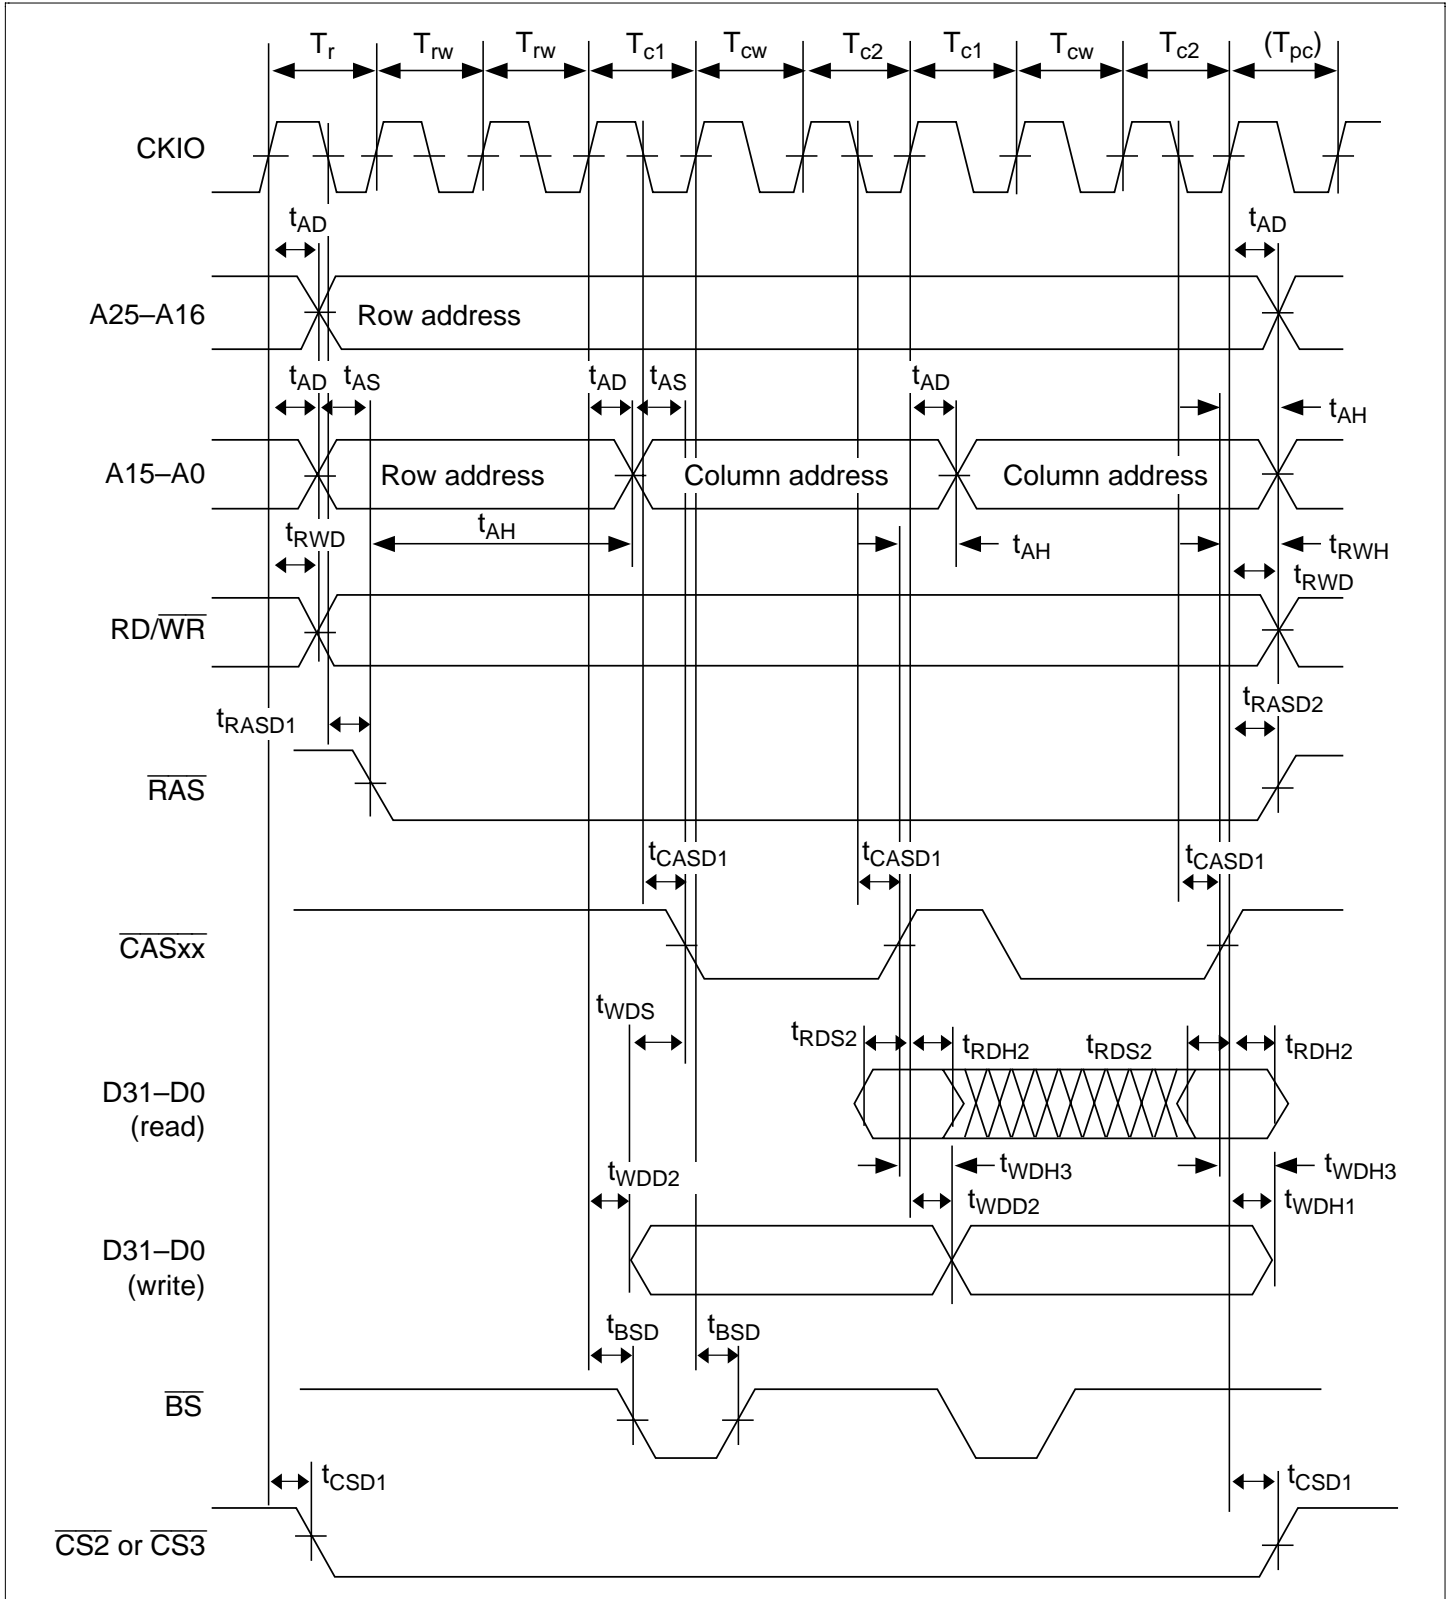 Tr Trw Trw Tc1 Tcw Tc2 Tc1 Tcw Tc2 (Tpc)
CKIO
tAD tAD
A25–A16 Row address
tAD tAS tAD tAS tAD tAH
A15–A0 Row address Column address Column address
tRWD tAH tAH tRWH
tRWD
RD/WR
tRASD1 tRASD2
RAS
tCASD1 tCASD1 tCASD1
CASxx
tWDS tRDS2 tRDH2 tRDS2 tRDH2
D31–D0
(read)
tWDD2 tWDH3 tWDH3
tWDD2 tWDH1
D31–D0
(write)
tBSD tBSD
BS
tCSD1 tCSD1
CS2 or CS3